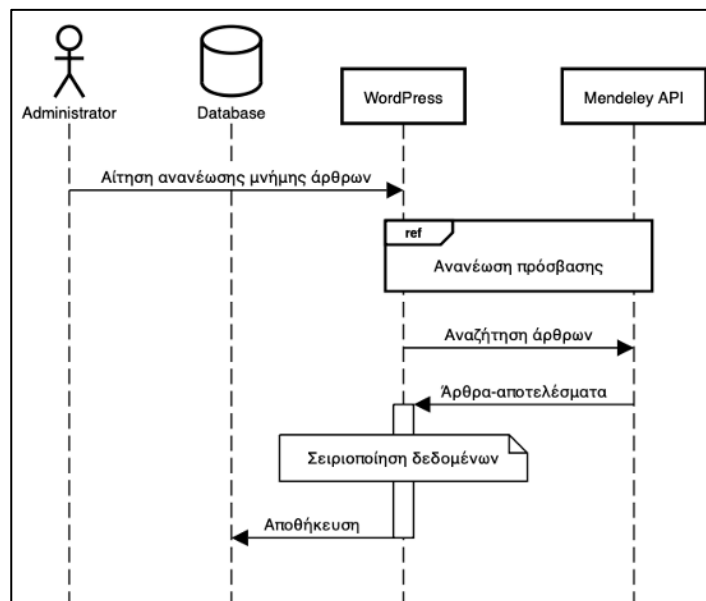 Administrator
Database
WordPress
Mendeley API
Αίτηση ανανέωσης μνήμης άρθρων
ref
Ανανέωση πρόσβασης
Αναζήτηση άρθρων
Άρθρα-αποτελέσματα
Σειριοποίηση δεδομένων
Αποθήκευση